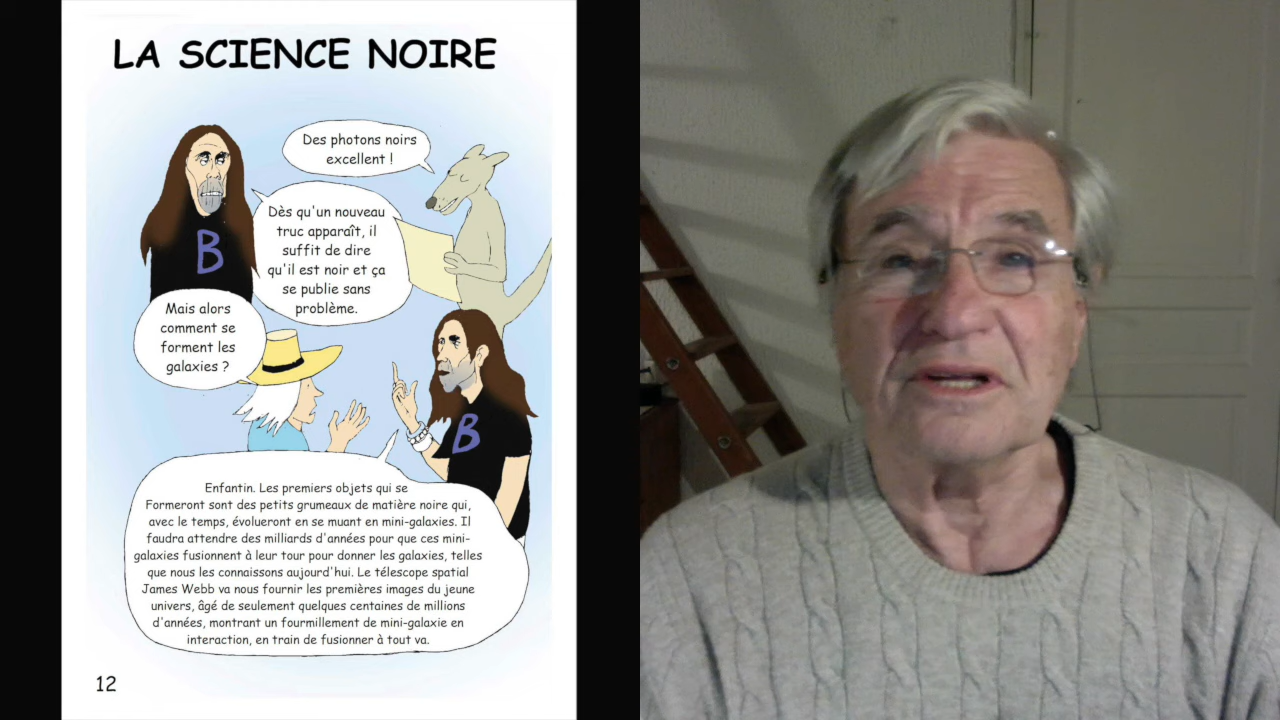 LA SCIENCE NOIRE
Des photons noirs
excellent !
Dès qu'un nouveau
truc apparaît, il
suffit de dire
qu'il est noir et ça
se publie sans
problème.
B
Mais alors
comment se
forment les
galaxies ?
B
Enfantin. Les premiers objets qui se
Formeront sont des petits grumeaux de matière noire qui,
avec le temps, évolueront en se muant en mini-galaxies. Il
faudra attendre des milliards d'années pour que ces mini-
galaxies fusionnent à leur tour pour donner les galaxies, telles
que nous les connaissons aujourd'hui. Le télescope spatial
James Webb va nous fournir les premières images du jeune
univers, âgé de seulement quelques centaines de millions
d'années, montrant un fourmillement de mini-galaxie en
interaction, en train de fusionner à tout va.
12